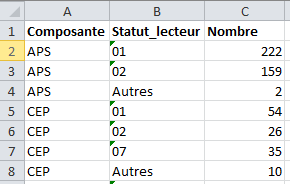 A B C
1 Composante Statut_lecteur Nombre
2 APS 01 222
3 APS 02 159
4 APS Autres 2
5 CEP 01 54
6 CEP 02 26
7 CEP 07 35
8 CEP Autres 10